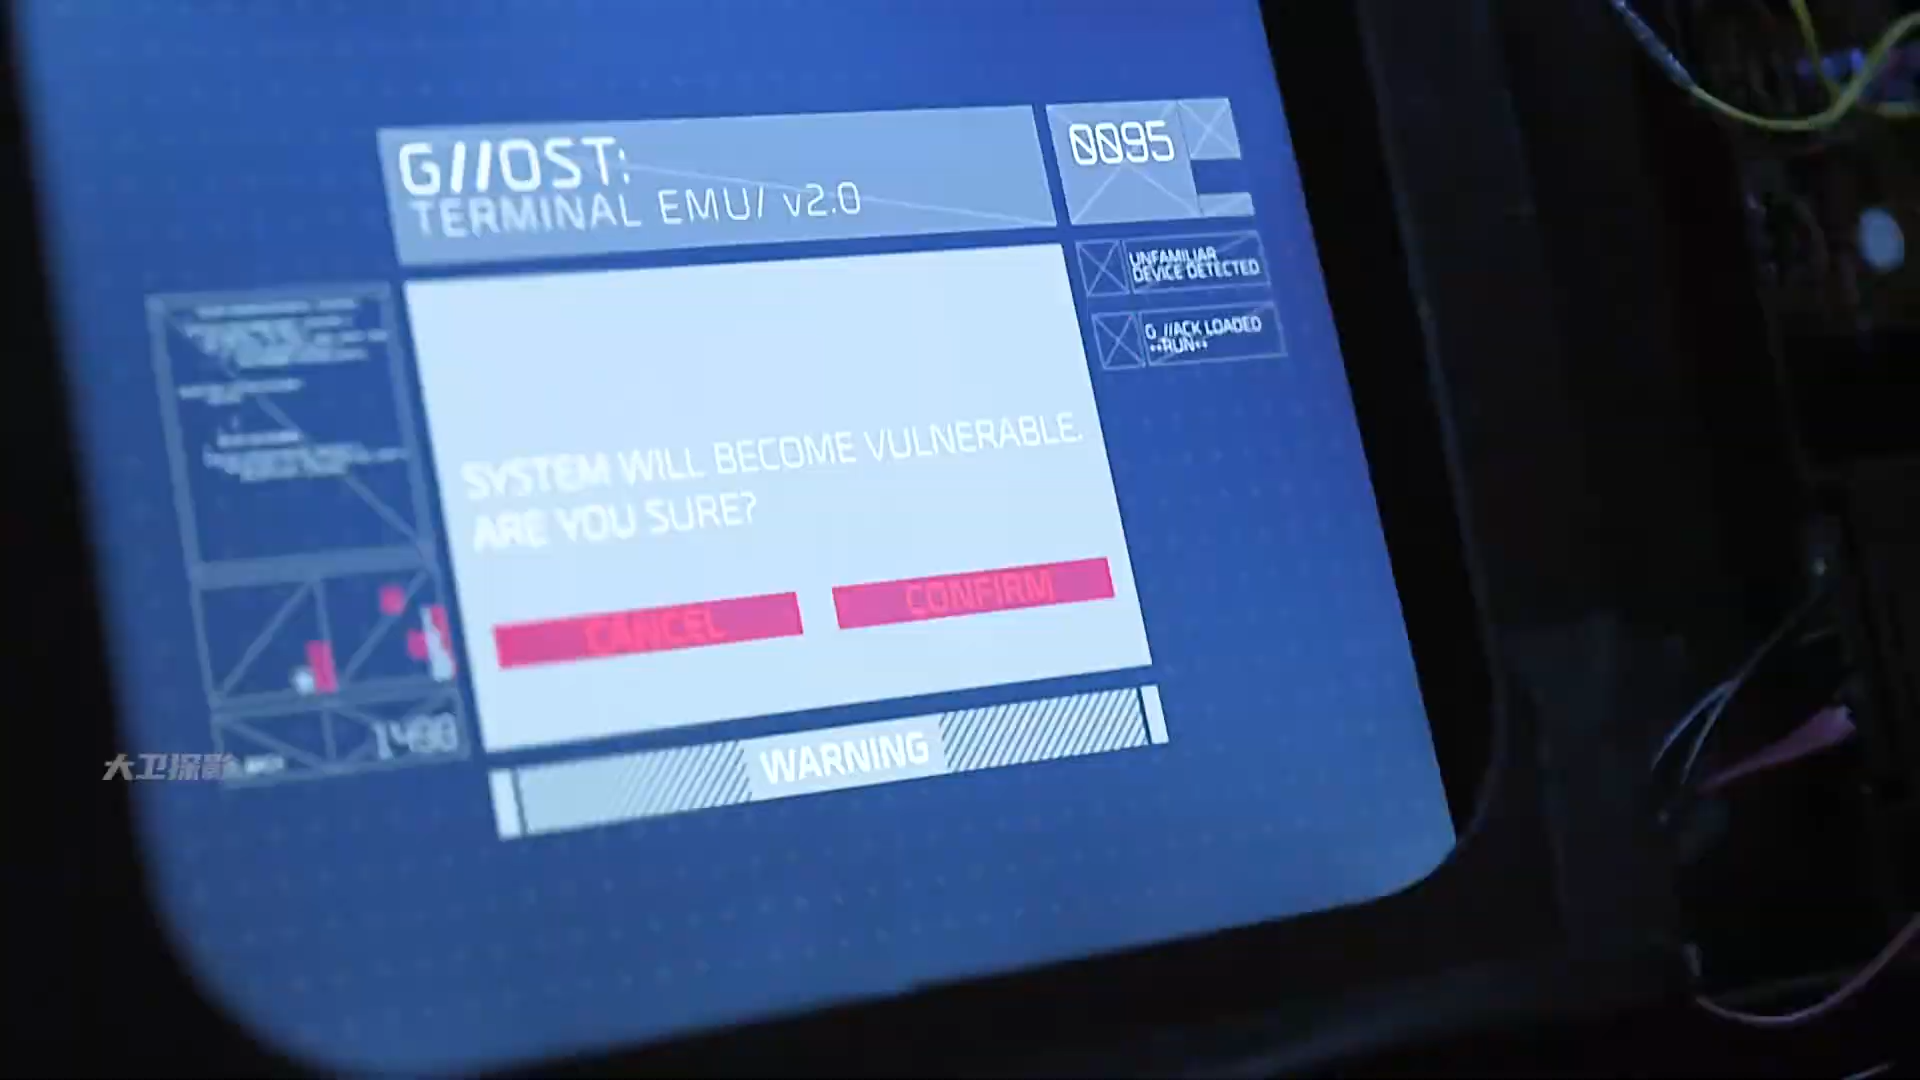 G//OST:
TERMINAL EMU/ v2.0
0095
UNFAMILIAR
DEVICE DETECTED
G_//ACK LOADED
++RUN++
SYSTEM WILL BECOME VULNERABLE.
ARE YOU SURE?
CANCEL
CONFIRM
WARNING
大卫探影